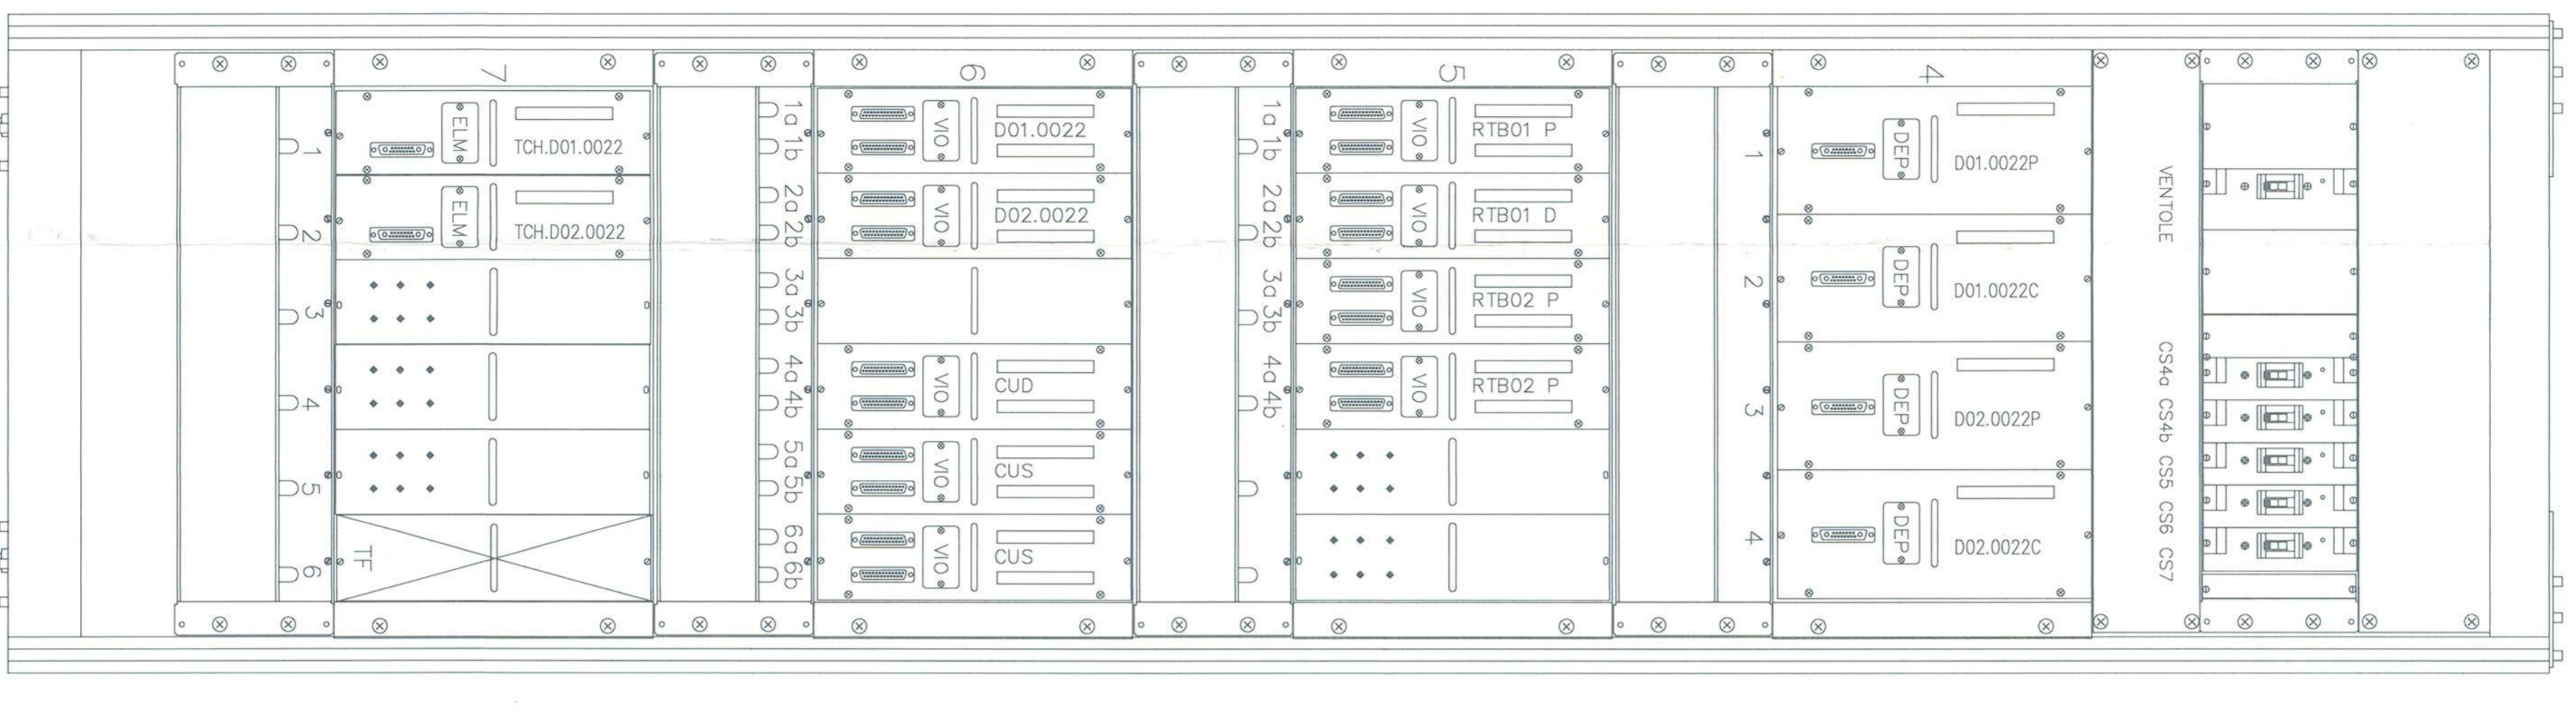 7
1
ELM
TCH.D01.0022
2
ELM
TCH.D02.0022
3
4
5
6
TF
6
1a 1b
VIO
D01.0022
2a 2b
VIO
D02.0022
3a 3b
4a 4b
VIO
CUD
5a 5b
VIO
CUS
6a 6b
VIO
CUS
5
1a 1b
VIO
RTB01 P
2a 2b
VIO
RTB01 D
3a 3b
VIO
RTB02 P
4a 4b
VIO
RTB02 P
4
1
DEP
D01.0022P
2
DEP
D01.0022C
3
DEP
D02.0022P
4
DEP
D02.0022C
VENTOLE
CS4a CS4b CS5 CS6 CS7